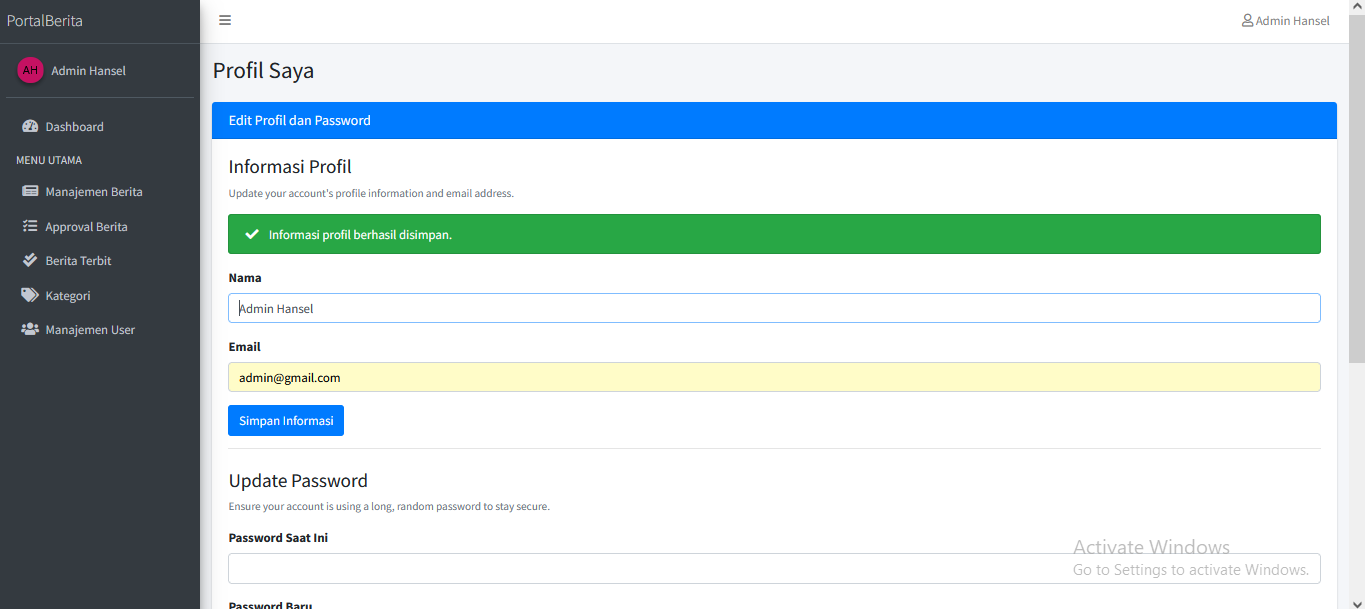 PortalBerita
Admin Hansel
AH Admin Hansel
Dashboard
MENU UTAMA
Manajemen Berita
Approval Berita
Berita Terbit
Kategori
Manajemen User
Profil Saya
Edit Profil dan Password
Informasi Profil
Update your account's profile information and email address.
Informasi profil berhasil disimpan.
Nama
Admin Hansel
Email
admin@gmail.com
Simpan Informasi
Update Password
Ensure your account is using a long, random password to stay secure.
Password Saat Ini
Activate Windows
Go to Settings to activate Windows.
Password Baru